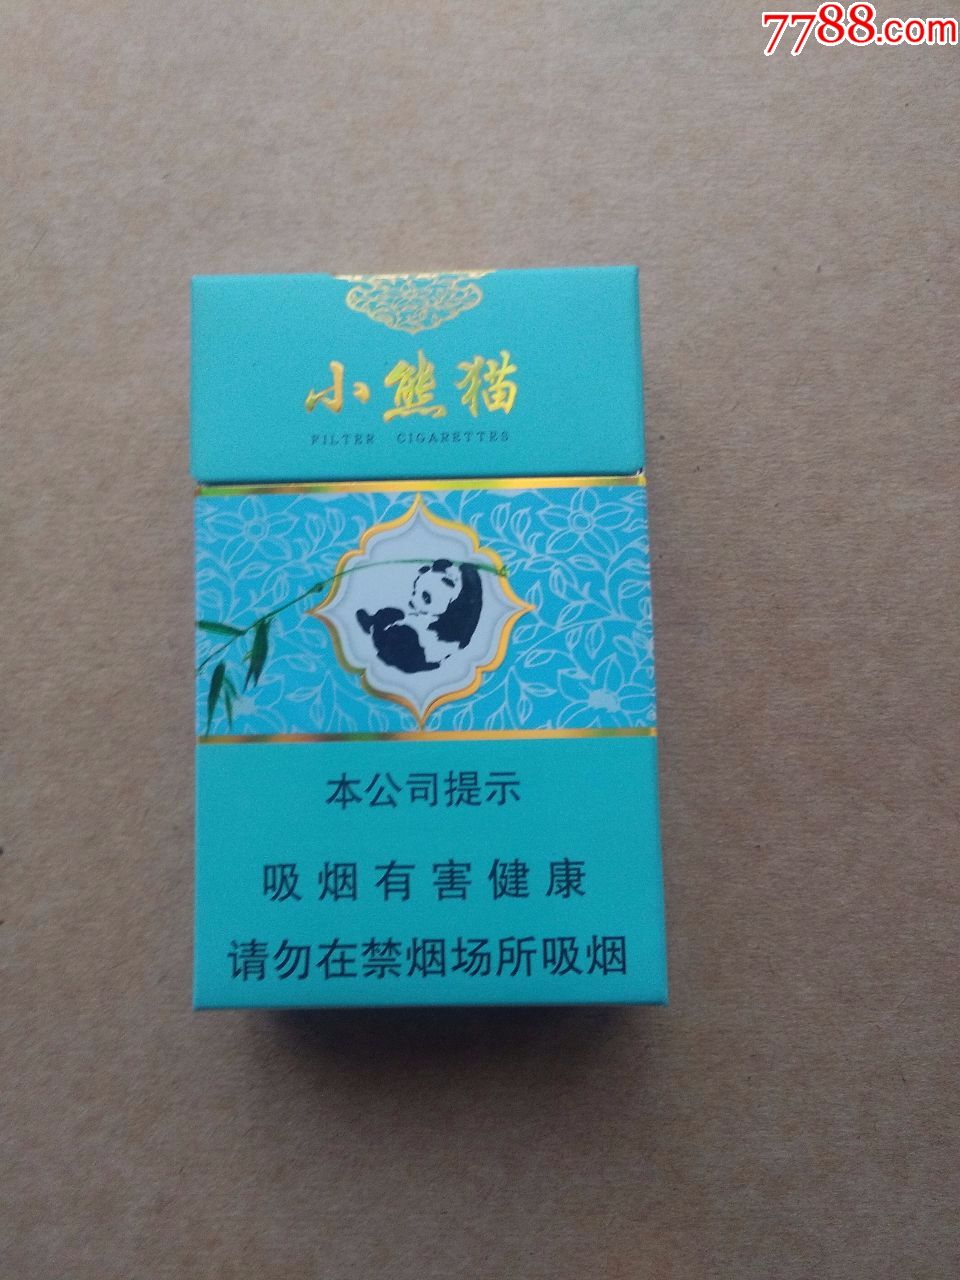 7788.com
小熊猫
FILTER CIGARETTES
本公司提示
吸烟有害健康
请勿在禁烟场所吸烟